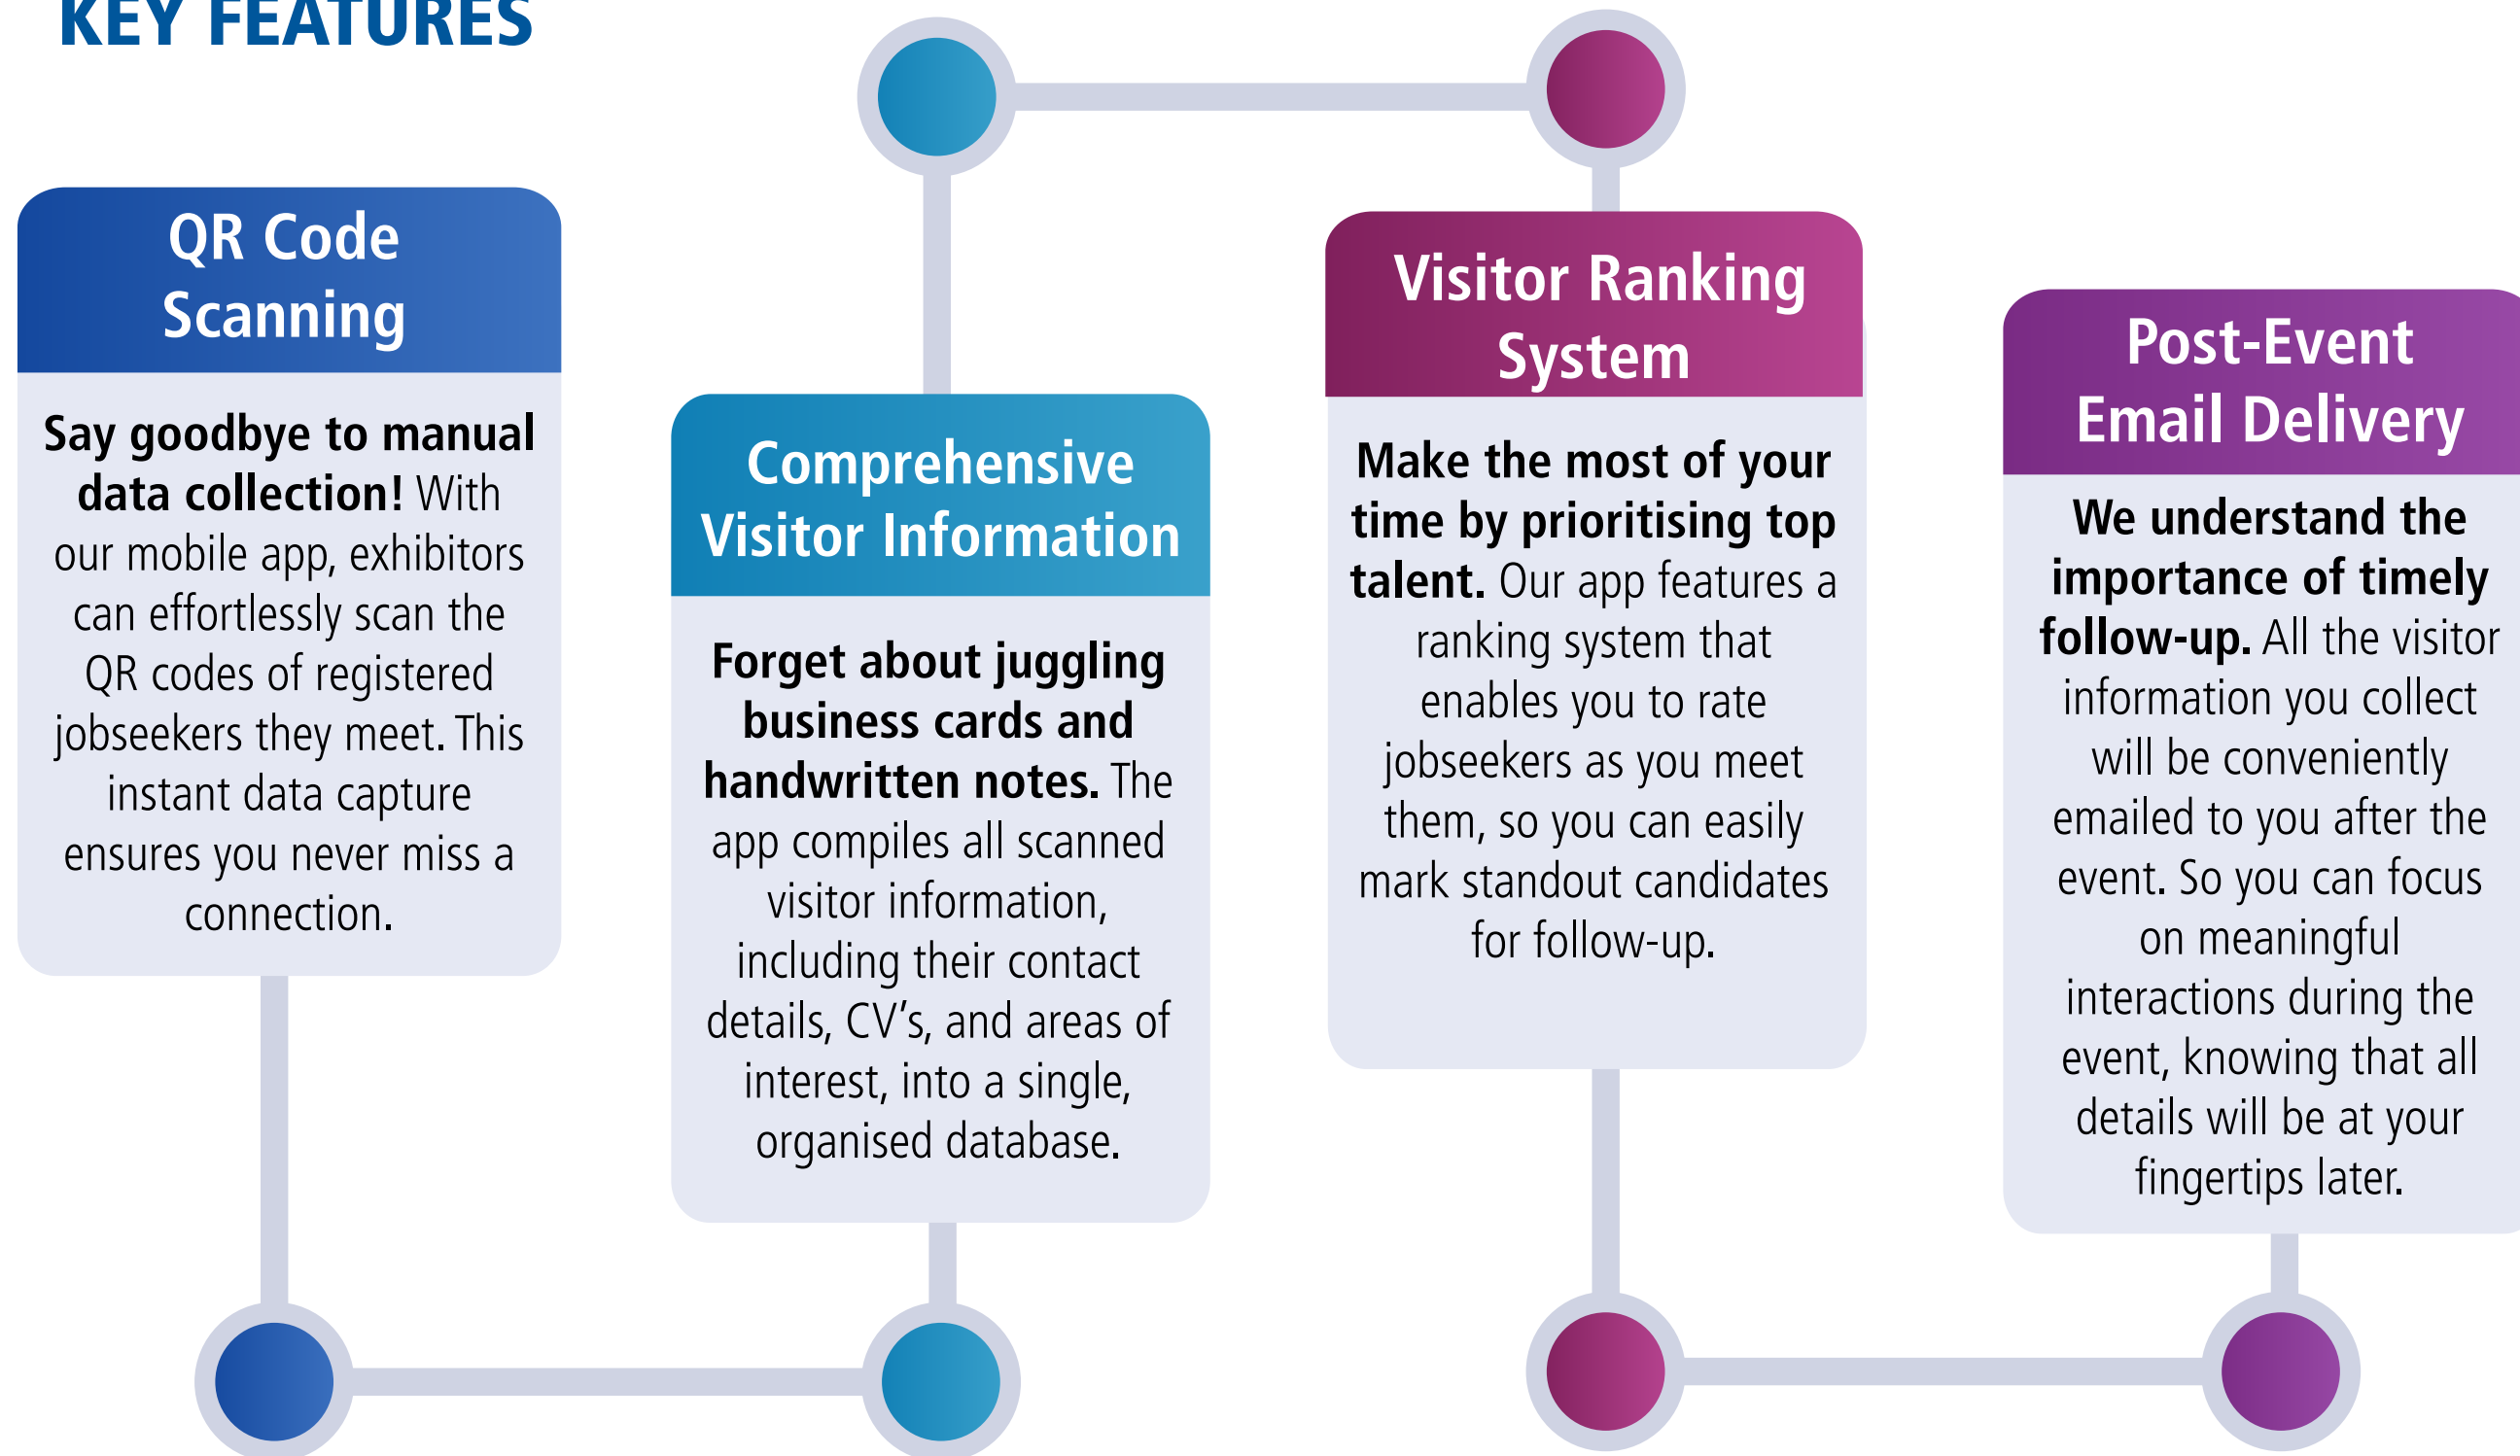 KEY FEATURES
QR Code
Scanning
Say goodbye to manual
data collection! With
our mobile app, exhibitors
can effortlessly scan the
QR codes of registered
jobseekers they meet. This
instant data capture
ensures you never miss a
connection.
Comprehensive
Visitor Information
Forget about juggling
business cards and
handwritten notes. The
app compiles all scanned
visitor information,
including their contact
details, CV’s, and areas of
interest, into a single,
organised database.
Visitor Ranking
System
Make the most of your
time by prioritising top
talent. Our app features a
ranking system that
enables you to rate
jobseekers as you meet
them, so you can easily
mark standout candidates
for follow-up.
Post-Event
Email Delivery
We understand the
importance of timely
follow-up. All the visitor
information you collect
will be conveniently
emailed to you after the
event. So you can focus
on meaningful
interactions during the
event, knowing that all
details will be at your
fingertips later.